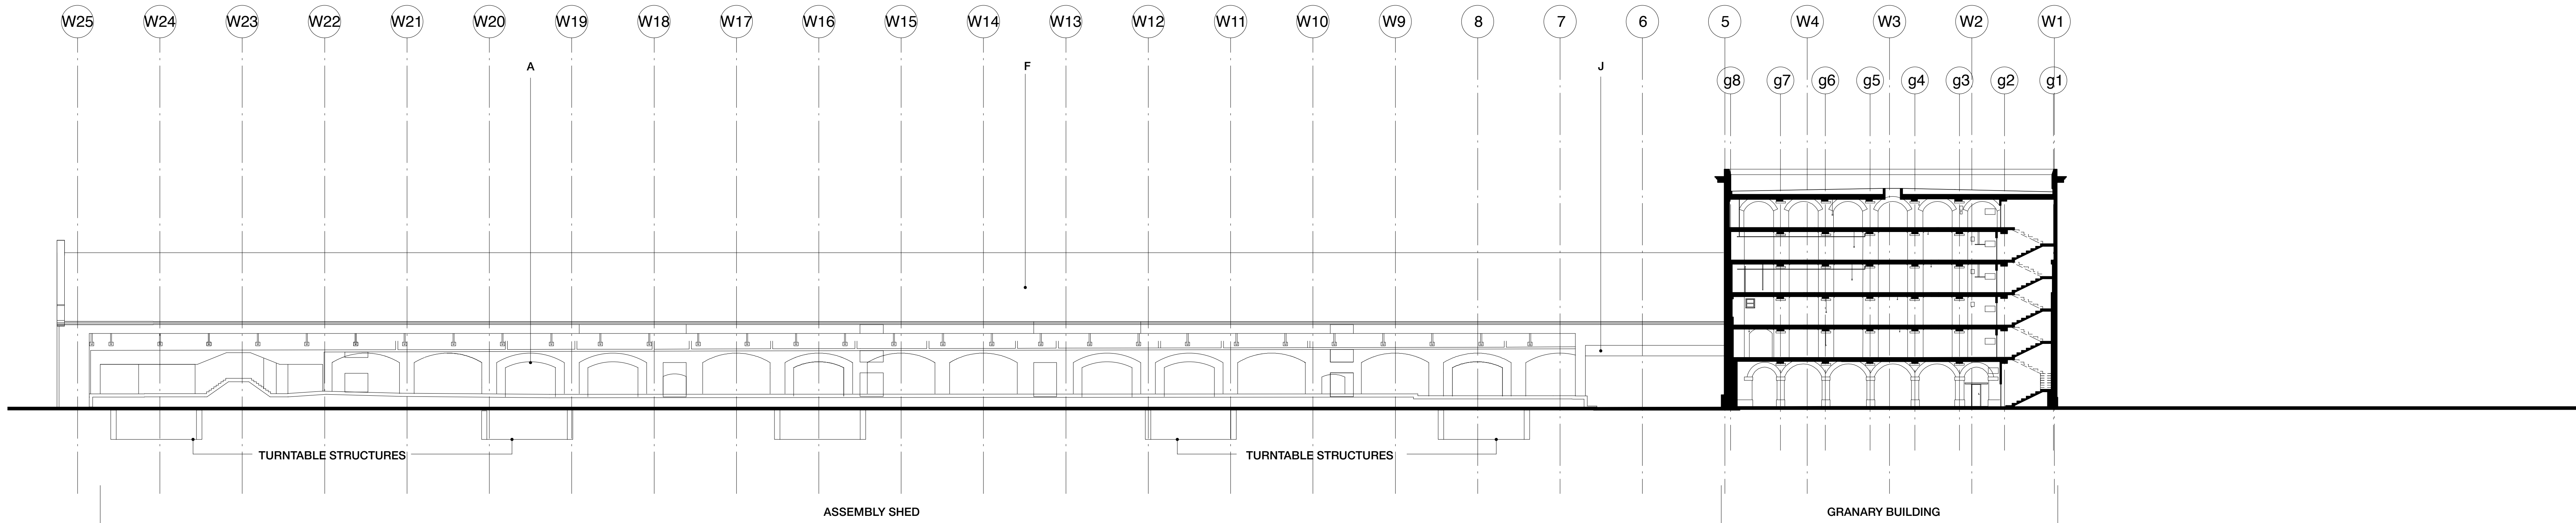 W25 W24 W23 W22 W21 W20 W19 W18 W17 W16 W15 W14 W13 W12 W11 W10 W9 8 7 6 5 W4 W3 W2 W1
A F J
g8 g7 g6 g5 g4 g3 g2 g1
TURNTABLE STRUCTURES TURNTABLE STRUCTURES
ASSEMBLY SHED GRANARY BUILDING